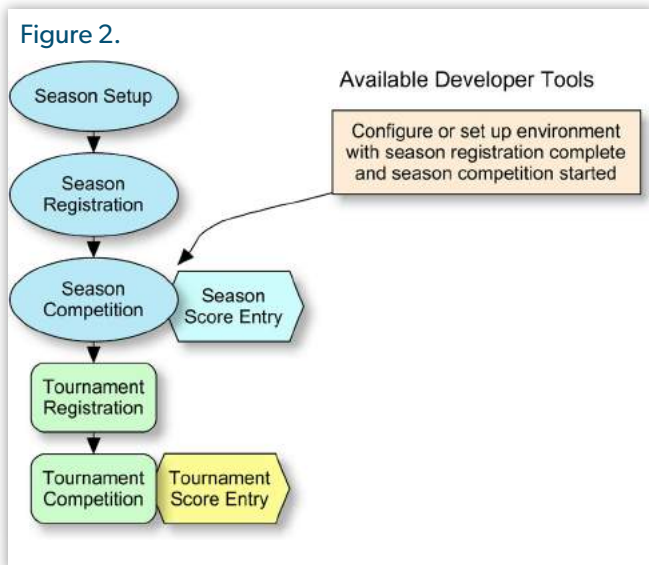 Figure 2.
Season Setup
Season
Registration
Season
Competition
Season
Score Entry
Tournament
Registration
Tournament
Competition
Tournament
Score Entry
Available Developer Tools
Configure or set up environment
with season registration complete
and season competition started